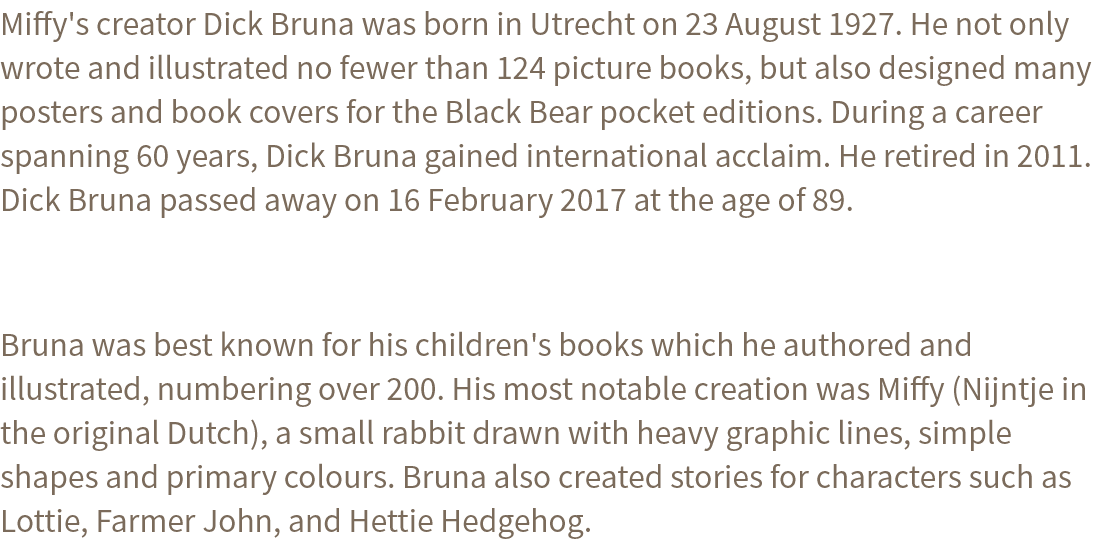 Miffy's creator Dick Bruna was born in Utrecht on 23 August 1927. He not only
wrote and illustrated no fewer than 124 picture books, but also designed many
posters and book covers for the Black Bear pocket editions. During a career
spanning 60 years, Dick Bruna gained international acclaim. He retired in 2011.
Dick Bruna passed away on 16 February 2017 at the age of 89.
Bruna was best known for his children's books which he authored and
illustrated, numbering over 200. His most notable creation was Miffy (Nijntje in
the original Dutch), a small rabbit drawn with heavy graphic lines, simple
shapes and primary colours. Bruna also created stories for characters such as
Lottie, Farmer John, and Hettie Hedgehog.